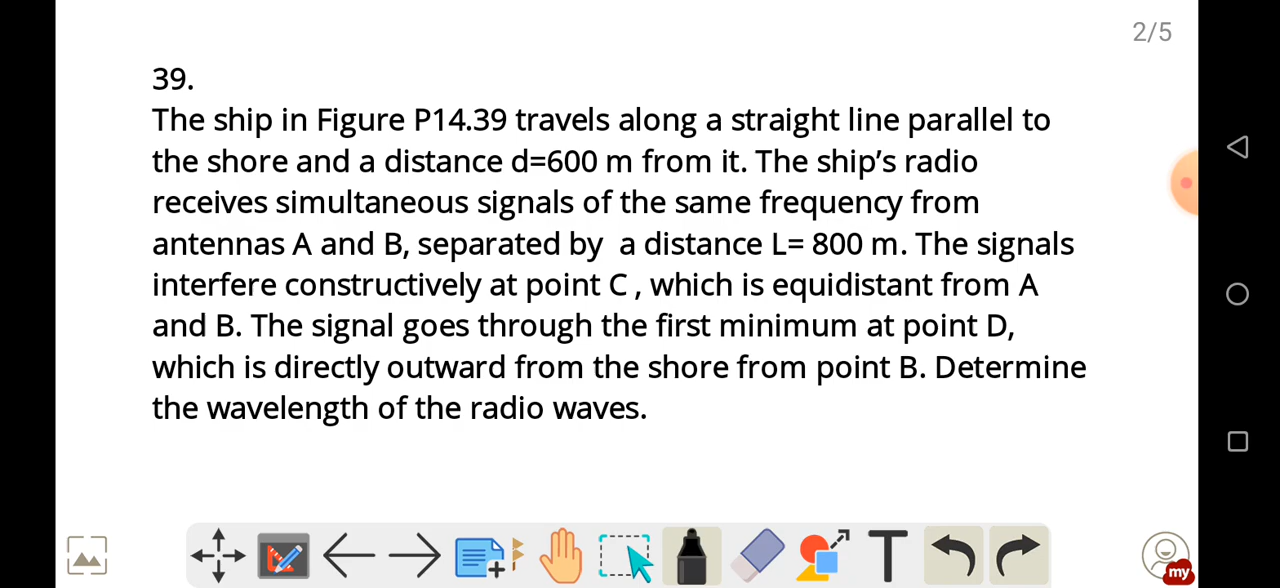 2/5
39.
The ship in Figure P14.39 travels along a straight line parallel to
the shore and a distance d=600 m from it. The ship's radio
receives simultaneous signals of the same frequency from
antennas A and B, separated by  a distance L= 800 m. The signals
interfere constructively at point C , which is equidistant from A
and B. The signal goes through the first minimum at point D,
which is directly outward from the shore from point B. Determine
the wavelength of the radio waves.
T
my